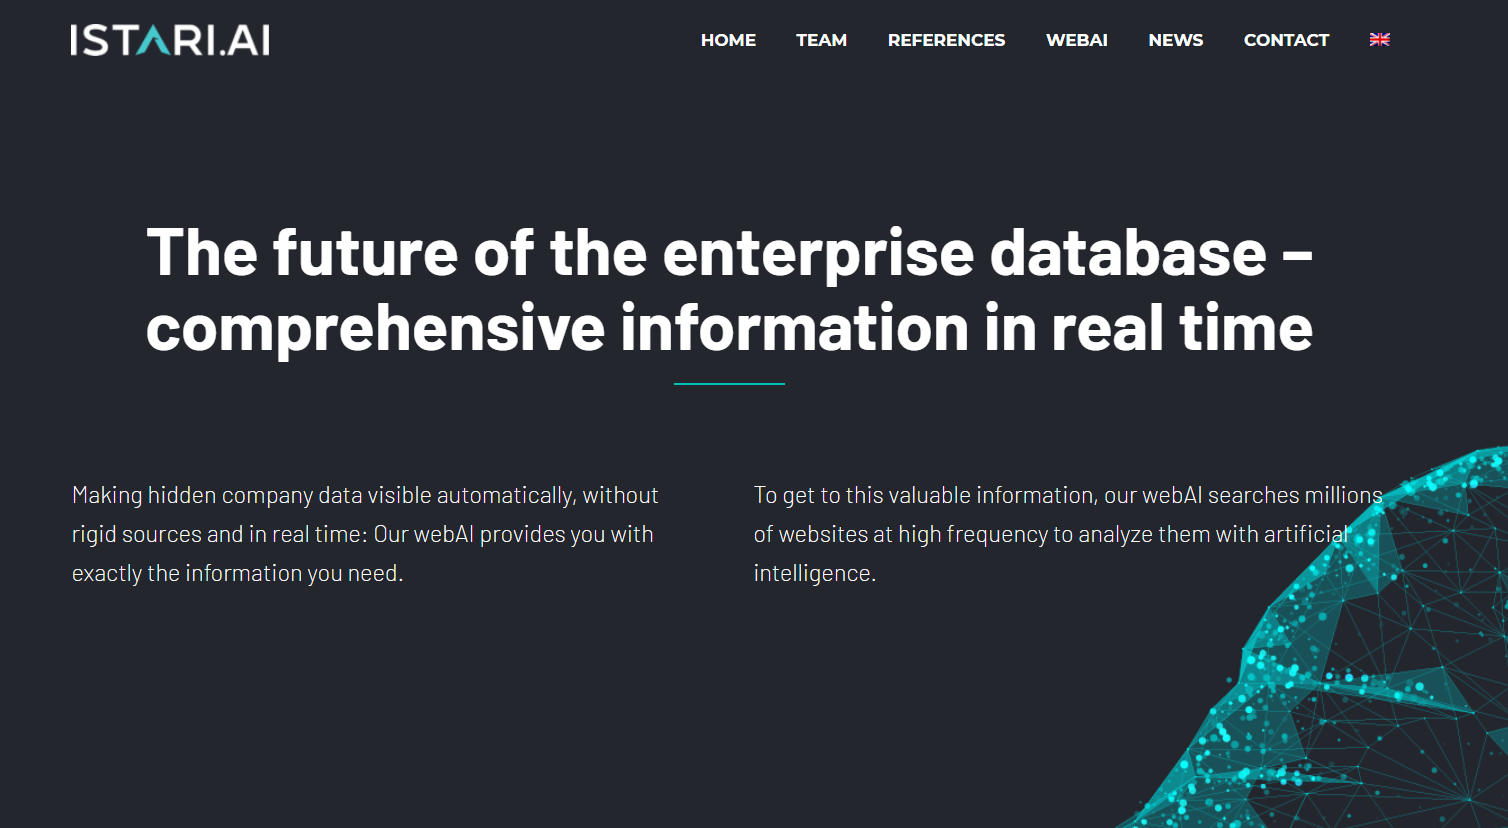 ISTARI.AI
HOME TEAM REFERENCES WEBAI NEWS CONTACT
The future of the enterprise database –
comprehensive information in real time
Making hidden company data visible automatically, without
rigid sources and in real time: Our webAI provides you with
exactly the information you need.
To get to this valuable information, our webAI searches millions
of websites at high frequency to analyze them with artificial
intelligence.